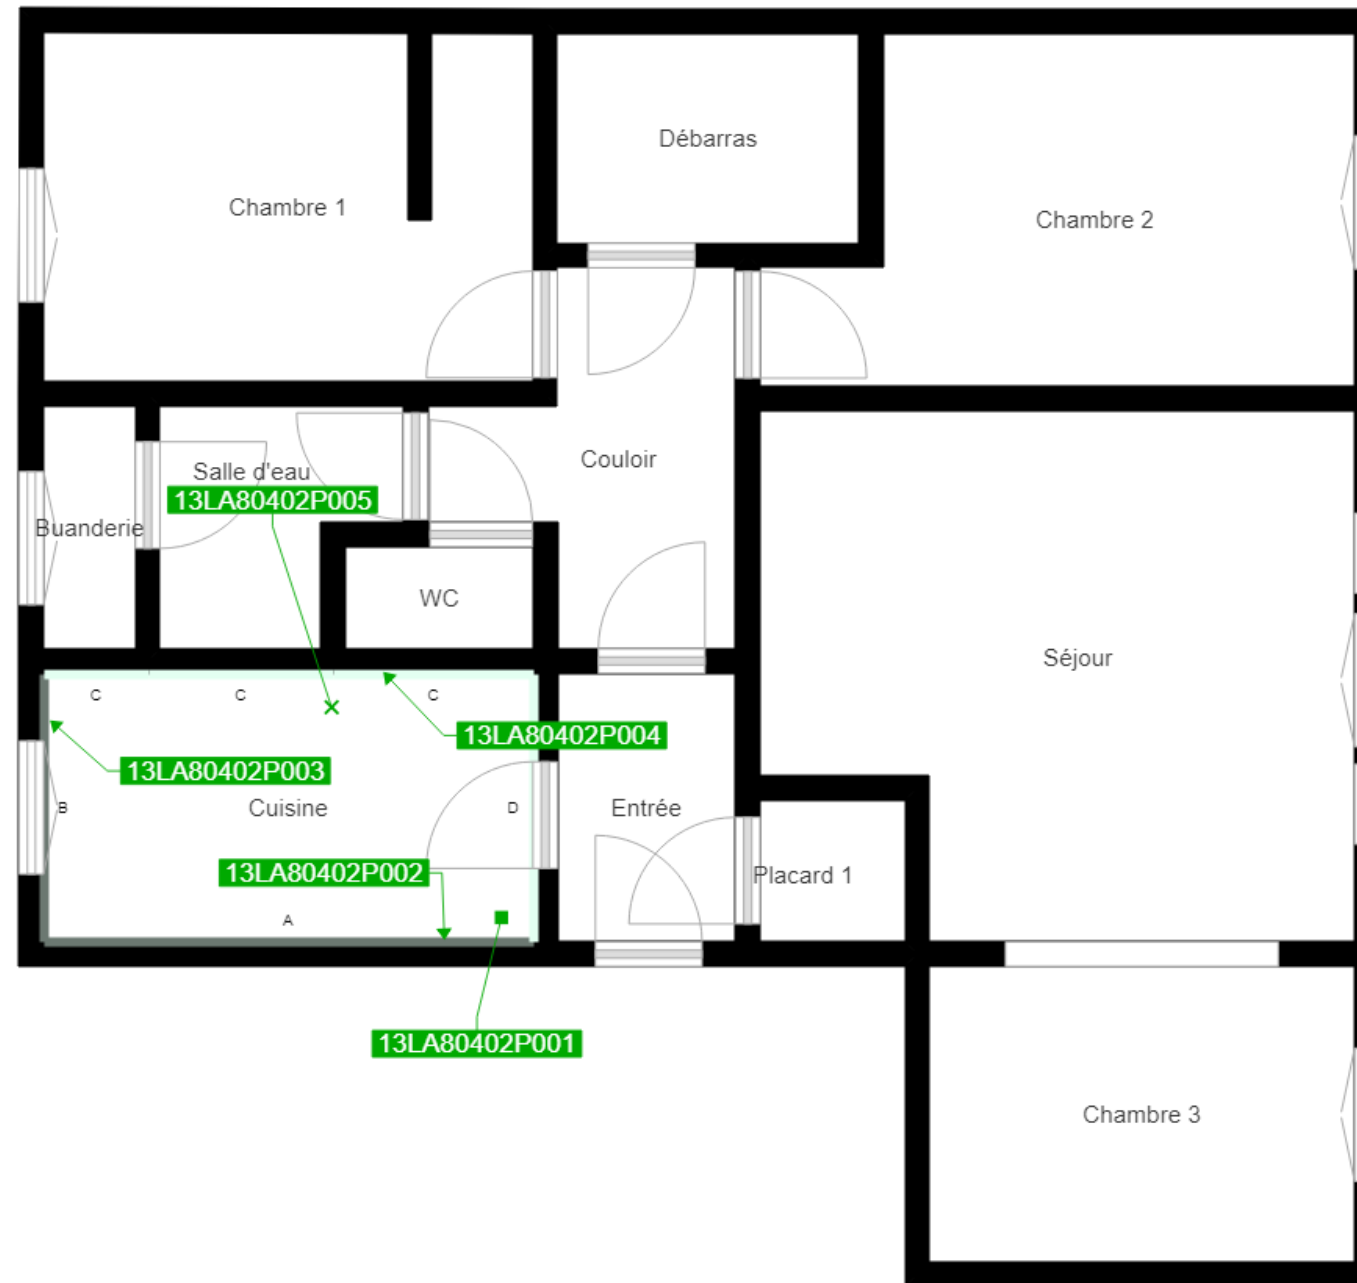 Débarras
Chambre 1
Chambre 2
Couloir
Salle d'eau
13LA80402P005
Buanderie
WC
Séjour
C
C
C
13LA80402P004
13LA80402P003
B
Cuisine
D
Entrée
13LA80402P002
Placard 1
A
13LA80402P001
Chambre 3